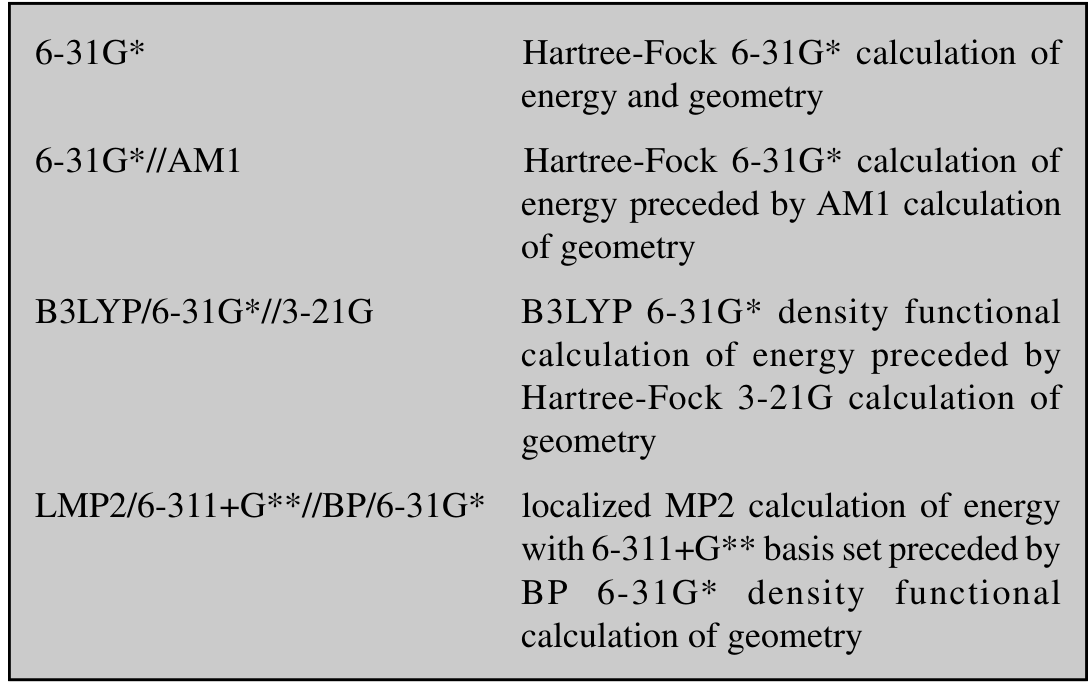 6-31G* Hartree-Fock 6-31G* calculation of
energy and geometry
6-31G*//AM1 Hartree-Fock 6-31G* calculation of
energy preceded by AM1 calculation
of geometry
B3LYP/6-31G*//3-21G B3LYP 6-31G* density functional
calculation of energy preceded by
Hartree-Fock 3-21G calculation of
geometry
LMP2/6-311+G**//BP/6-31G* localized MP2 calculation of energy
with 6-311+G** basis set preceded by
BP 6-31G* density functional
calculation of geometry